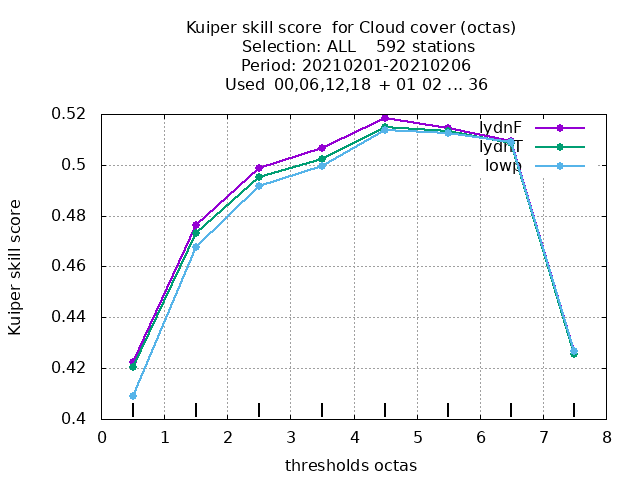 Kuiper skill score  for Cloud cover (octas)
Selection: ALL    592 stations
Period: 20210201-20210206
Used  00,06,12,18  + 01 02 ... 36
0.52
0.5
0.48
0.46
0.44
0.42
0.4
Kuiper skill score
lydnF
lydnT
lowp
0 1 2 3 4 5 6 7 8
thresholds octas